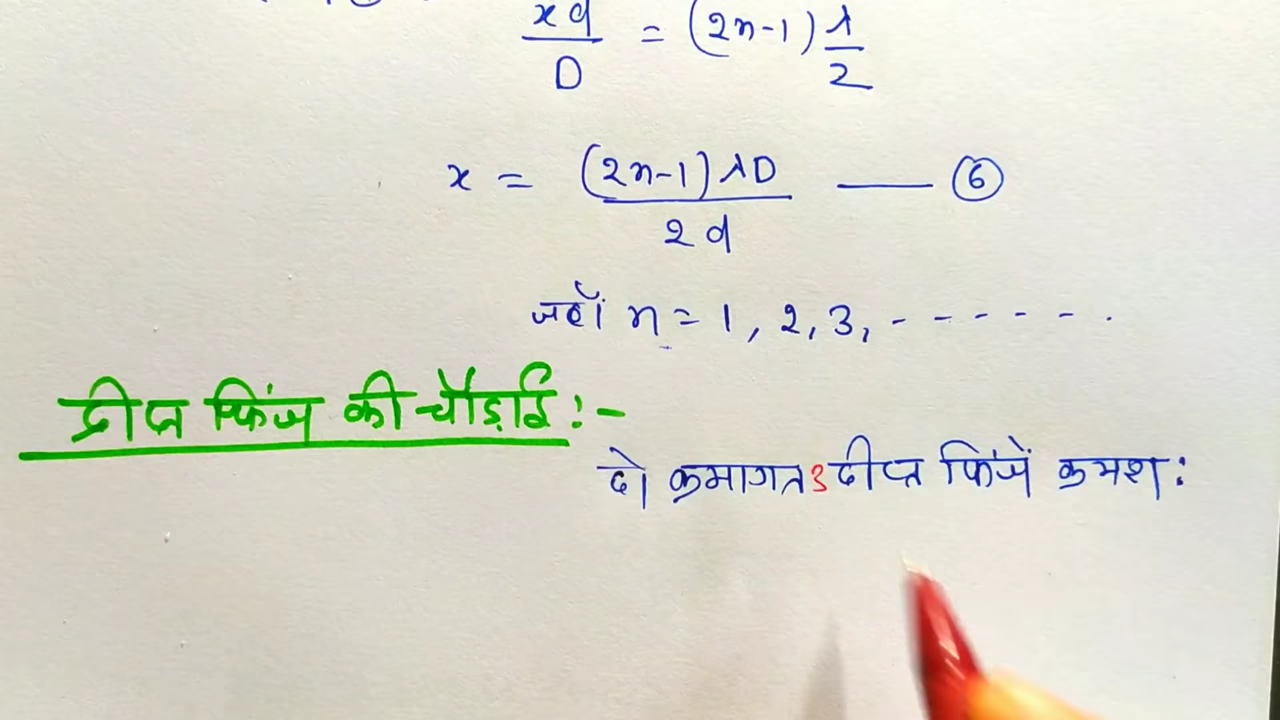 xd/D = (2n-1) λ/2
x = (2n-1) λD / 2d —— ⑥
जहाँ n = 1, 2, 3, - - - - - - .
दीप्त फिंज की चौड़ाई :-
दो क्रमागत दीप्त फिंजें क्रमश: